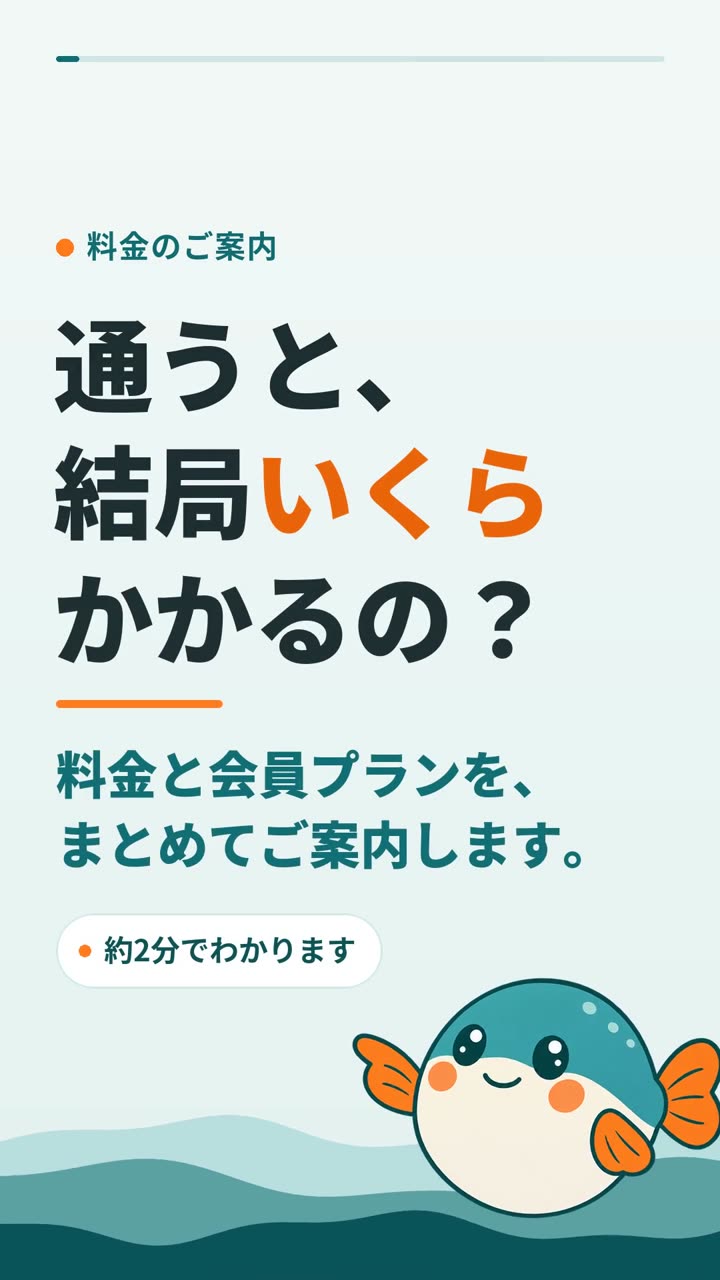 料金のご案内
通うと、
結局いくら
かかるの？
料金と会員プランを、
まとめてご案内します。
約2分でわかります